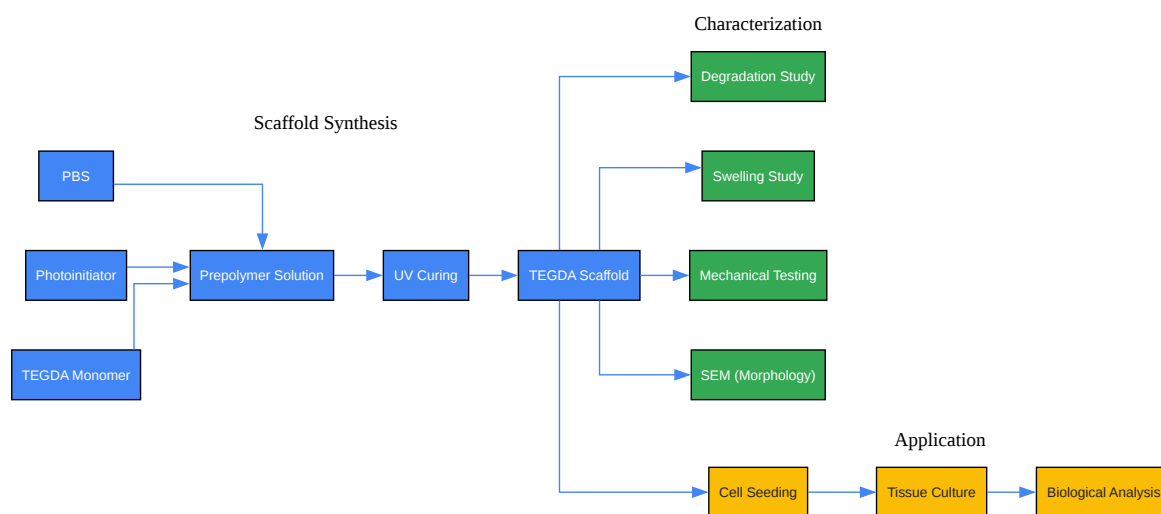 Characterization
Degradation Study
Scaffold Synthesis
PBS
Swelling Study
Photoinitiator
Prepolymer Solution
UV Curing
TEGDA Scaffold
Mechanical Testing
TEGDA Monomer
SEM (Morphology)
Application
Cell Seeding
Tissue Culture
Biological Analysis